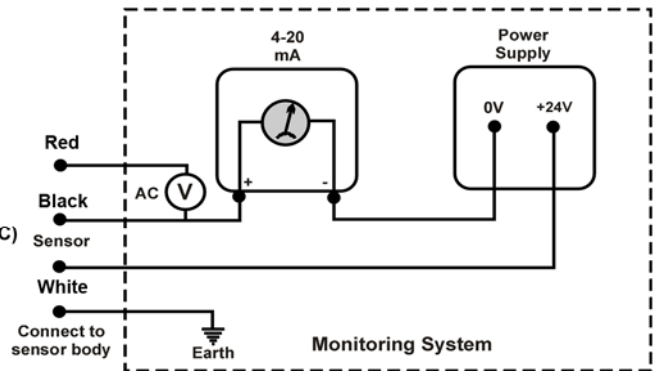 4-20
mA
Power
Supply
0V
+24V
Red
+
-
AC
V
Black
C)
Sensor
White
Connect to
sensor body
Earth
Monitoring System